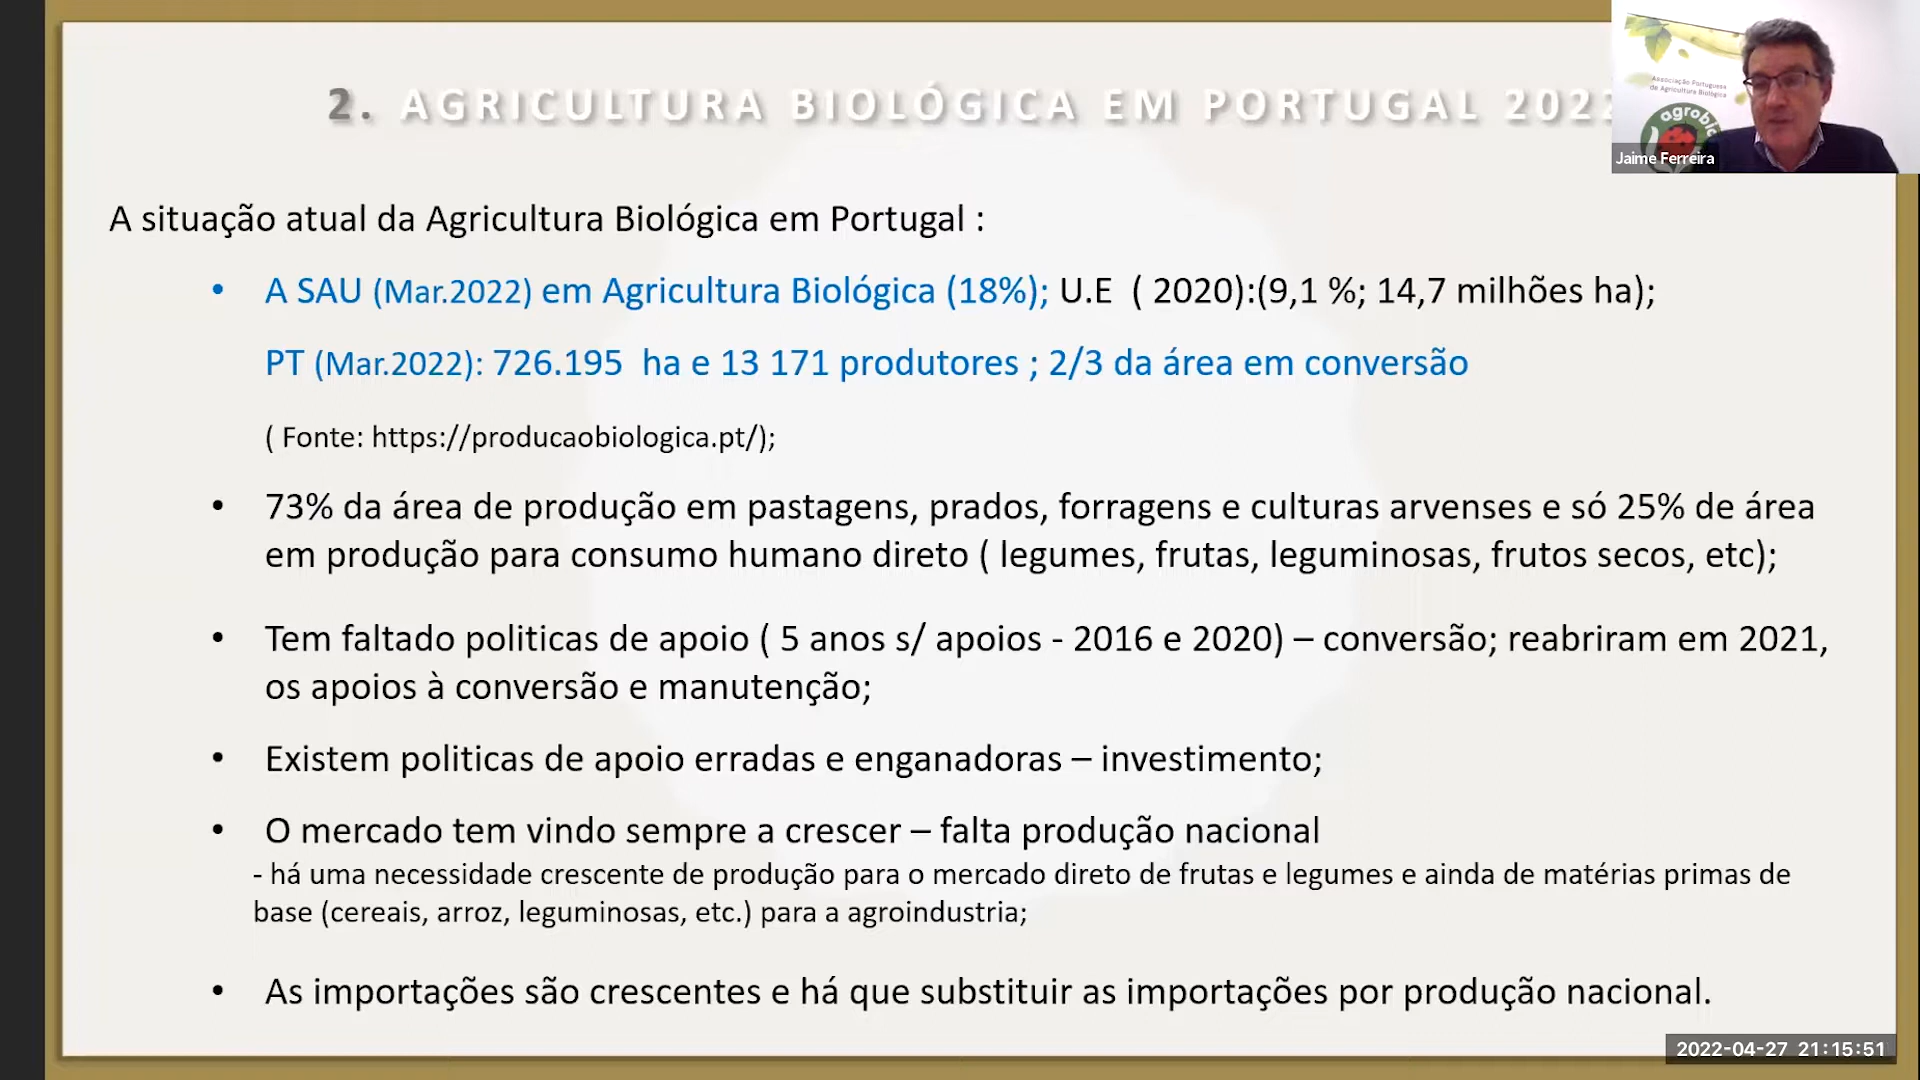 2. AGRICULTURA BIOLÓGICA EM PORTUGAL 2022
Associação Portuguesa
de Agricultura Biológica
agrobio
Jaime Ferreira
A situação atual da Agricultura Biológica em Portugal :
• A SAU (Mar.2022) em Agricultura Biológica (18%); U.E ( 2020):(9,1 %; 14,7 milhões ha);
PT (Mar.2022): 726.195 ha e 13 171 produtores ; 2/3 da área em conversão
( Fonte: https://producaobiologica.pt/);
• 73% da área de produção em pastagens, prados, forragens e culturas arvenses e só 25% de área
em produção para consumo humano direto ( legumes, frutas, leguminosas, frutos secos, etc);
• Tem faltado politicas de apoio ( 5 anos s/ apoios - 2016 e 2020) – conversão; reabriram em 2021,
os apoios à conversão e manutenção;
• Existem politicas de apoio erradas e enganadoras – investimento;
• O mercado tem vindo sempre a crescer – falta produção nacional
- há uma necessidade crescente de produção para o mercado direto de frutas e legumes e ainda de matérias primas de
base (cereais, arroz, leguminosas, etc.) para a agroindustria;
• As importações são crescentes e há que substituir as importações por produção nacional.
2022-04-27 21:15:51